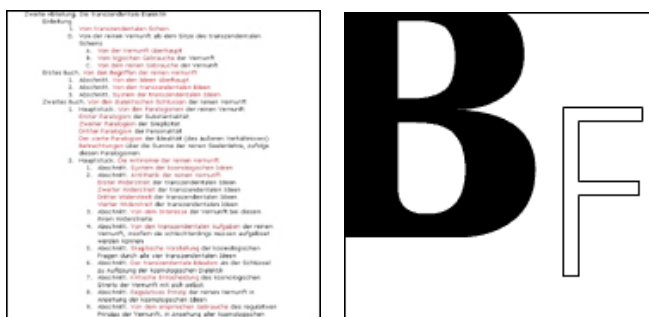 Zweite Abteilung. Die transzendentale Dialektik
Einleitung
I. Vom transzendentalen Schein
II. Von der reinen Vernunft als dem Sitze des transzendentalen
Scheins
A. Von der Vernunft überhaupt
B. Vom logischen Gebrauche der Vernunft
C. Von dem reinen Gebrauche der Vernunft
Erstes Buch. Von den Begriffen der reinen Vernunft
1. Abschnitt. Von den Ideen überhaupt
2. Abschnitt. Von den transzendentalen Ideen
3. Abschnitt. System der transzendentalen Ideen
Zweites Buch. Von den dialektischen Schlüssen der reinen Vernunft
1. Hauptstück. Von den Paralogismen der reinen Vernunft
Erster Paralogism der Substantialität
Zweiter Paralogism der Simplizität
Dritter Paralogism der Personalität
Der vierte Paralogism der Idealität (des äußeren Verhältnisses)
Betrachtungen über die Summe der reinen Seelenlehre, zufolge
diesen Paralogismen
2. Hauptstück. Die Antinomie der reinen Vernunft
1. Abschnitt. System der kosmologischen Ideen
2. Abschnitt. Antithetik der reinen Vernunft
Erster Widerstreit der transzendentalen Ideen
Zweiter Widerstreit der transzendentalen Ideen
Dritter Widerstreit der transzendentalen Ideen
Vierter Widerstreit der transzendentalen Ideen
3. Abschnitt. Von dem Interesse der Vernunft bei diesem
ihrem Widerstreite
4. Abschnitt. Von den transzendentalen Aufgaben der reinen
Vernunft, insofern sie schlechterdings müssen aufgelöset
werden können
5. Abschnitt. Skeptische Vorstellung der kosmologischen
Fragen durch alle vier transzendentalen Ideen
6. Abschnitt. Der transzendentale Idealism als der Schlüssel
zu Auflösung der kosmologischen Dialektik
7. Abschnitt. Kritische Entscheidung des kosmologischen
Streits der Vernunft mit sich selbst
8. Abschnitt. Regulatives Prinzip der reinen Vernunft in
Ansehung der kosmologischen Ideen
9. Abschnitt. Von dem empirischen Gebrauche des regulativen
Prinzips der Vernunft, in Ansehung aller kosmologischen
B
F